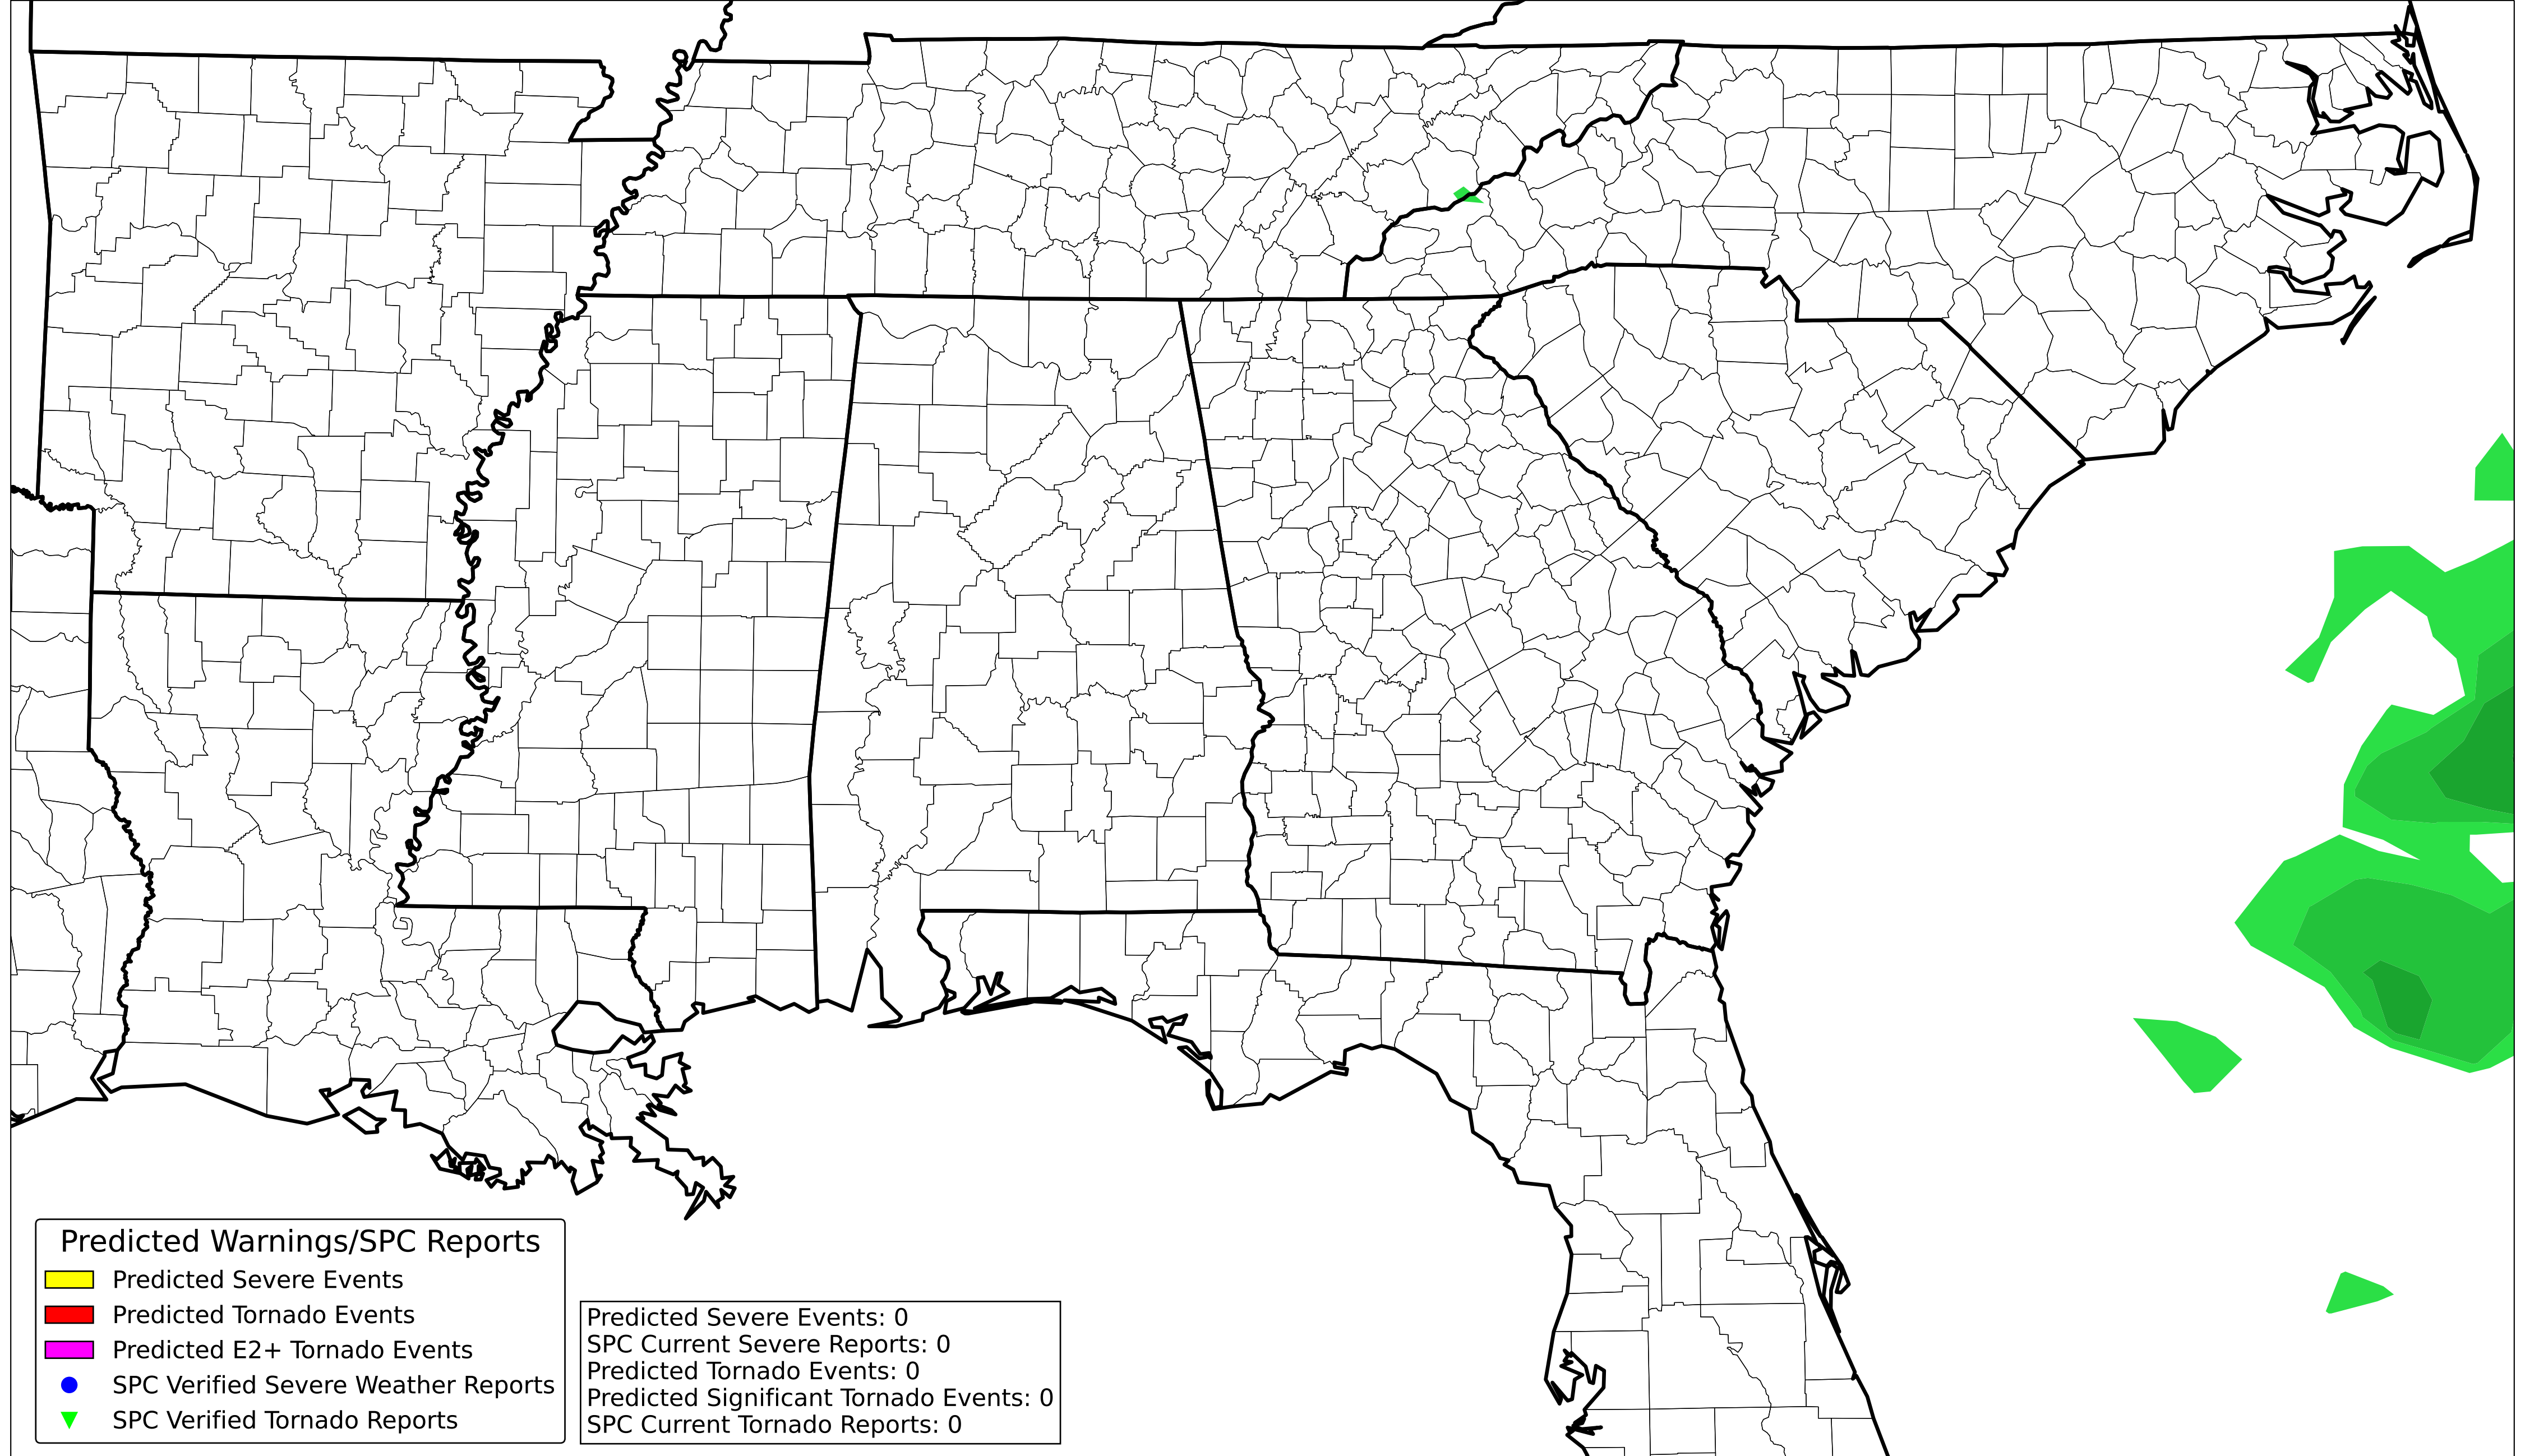 Predicted Warnings/SPC Reports
Predicted Severe Events
Predicted Tornado Events
Predicted E2+ Tornado Events
SPC Verified Severe Weather Reports
SPC Verified Tornado Reports
Predicted Severe Events: 0
SPC Current Severe Reports: 0
Predicted Tornado Events: 0
Predicted Significant Tornado Events: 0
SPC Current Tornado Reports: 0